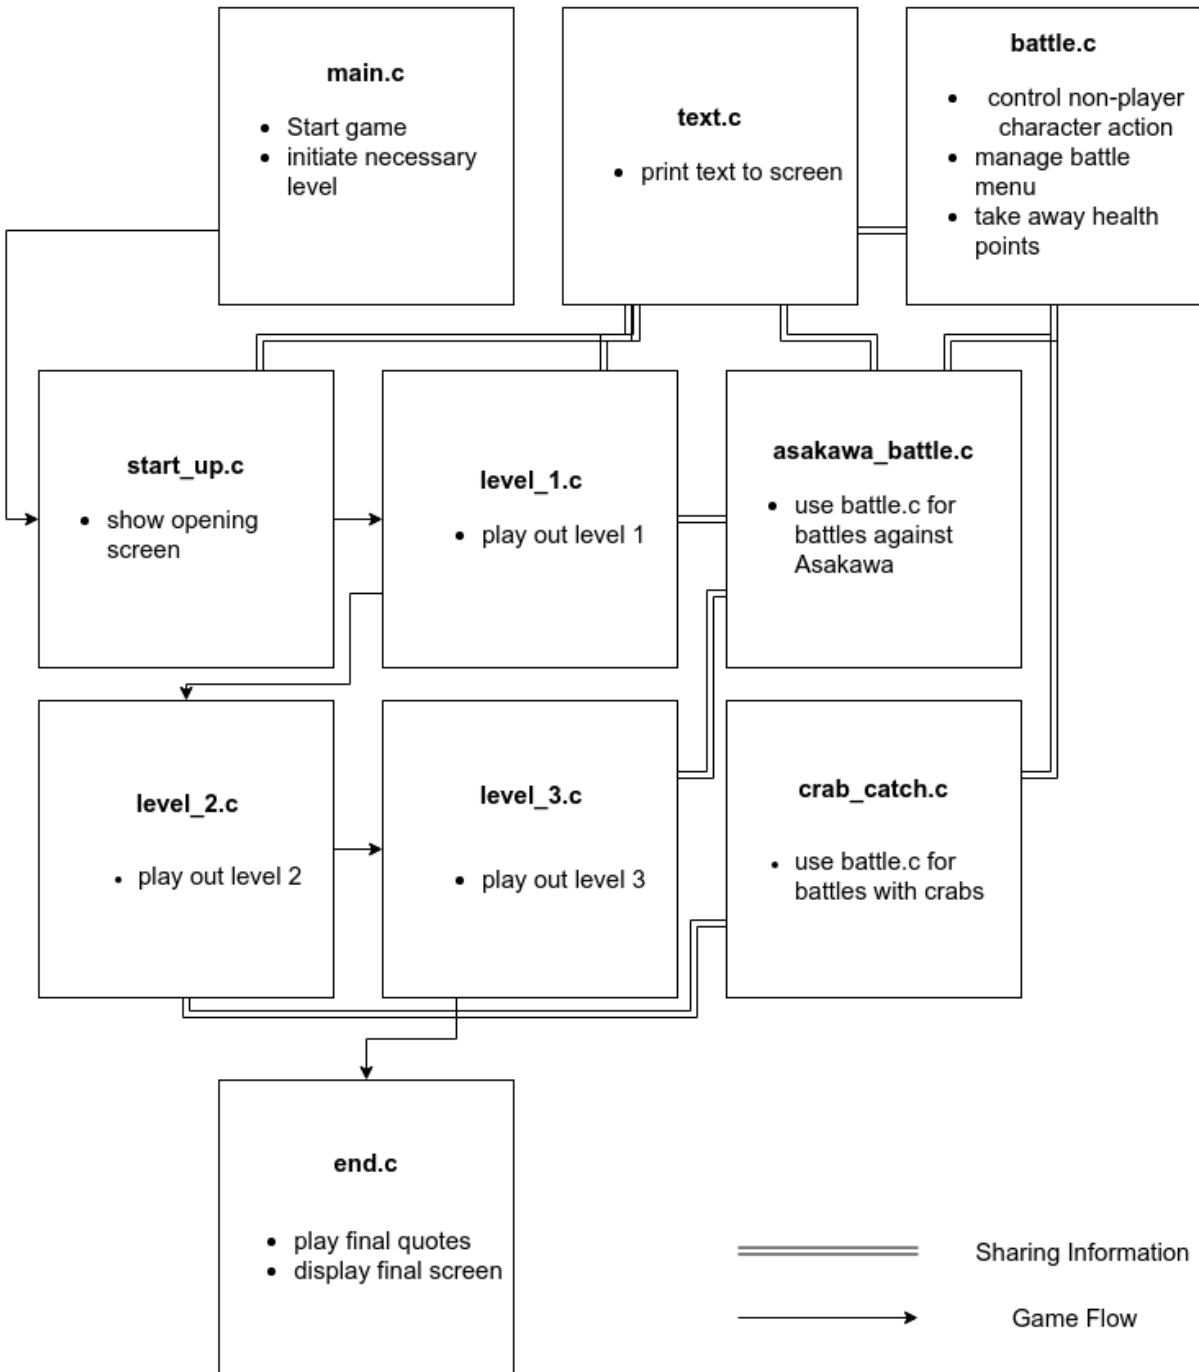 main.c
• Start game
• initiate necessary
level
text.c
• print text to screen
battle.c
• control non-player
character action
• manage battle
menu
• take away health
points
start_up.c
• show opening
screen
level_1.c
• play out level 1
asakawa_battle.c
• use battle.c for
battles against
Asakawa
level_2.c
• play out level 2
level_3.c
• play out level 3
crab_catch.c
• use battle.c for
battles with crabs
end.c
• play final quotes
• display final screen
Sharing Information
Game Flow